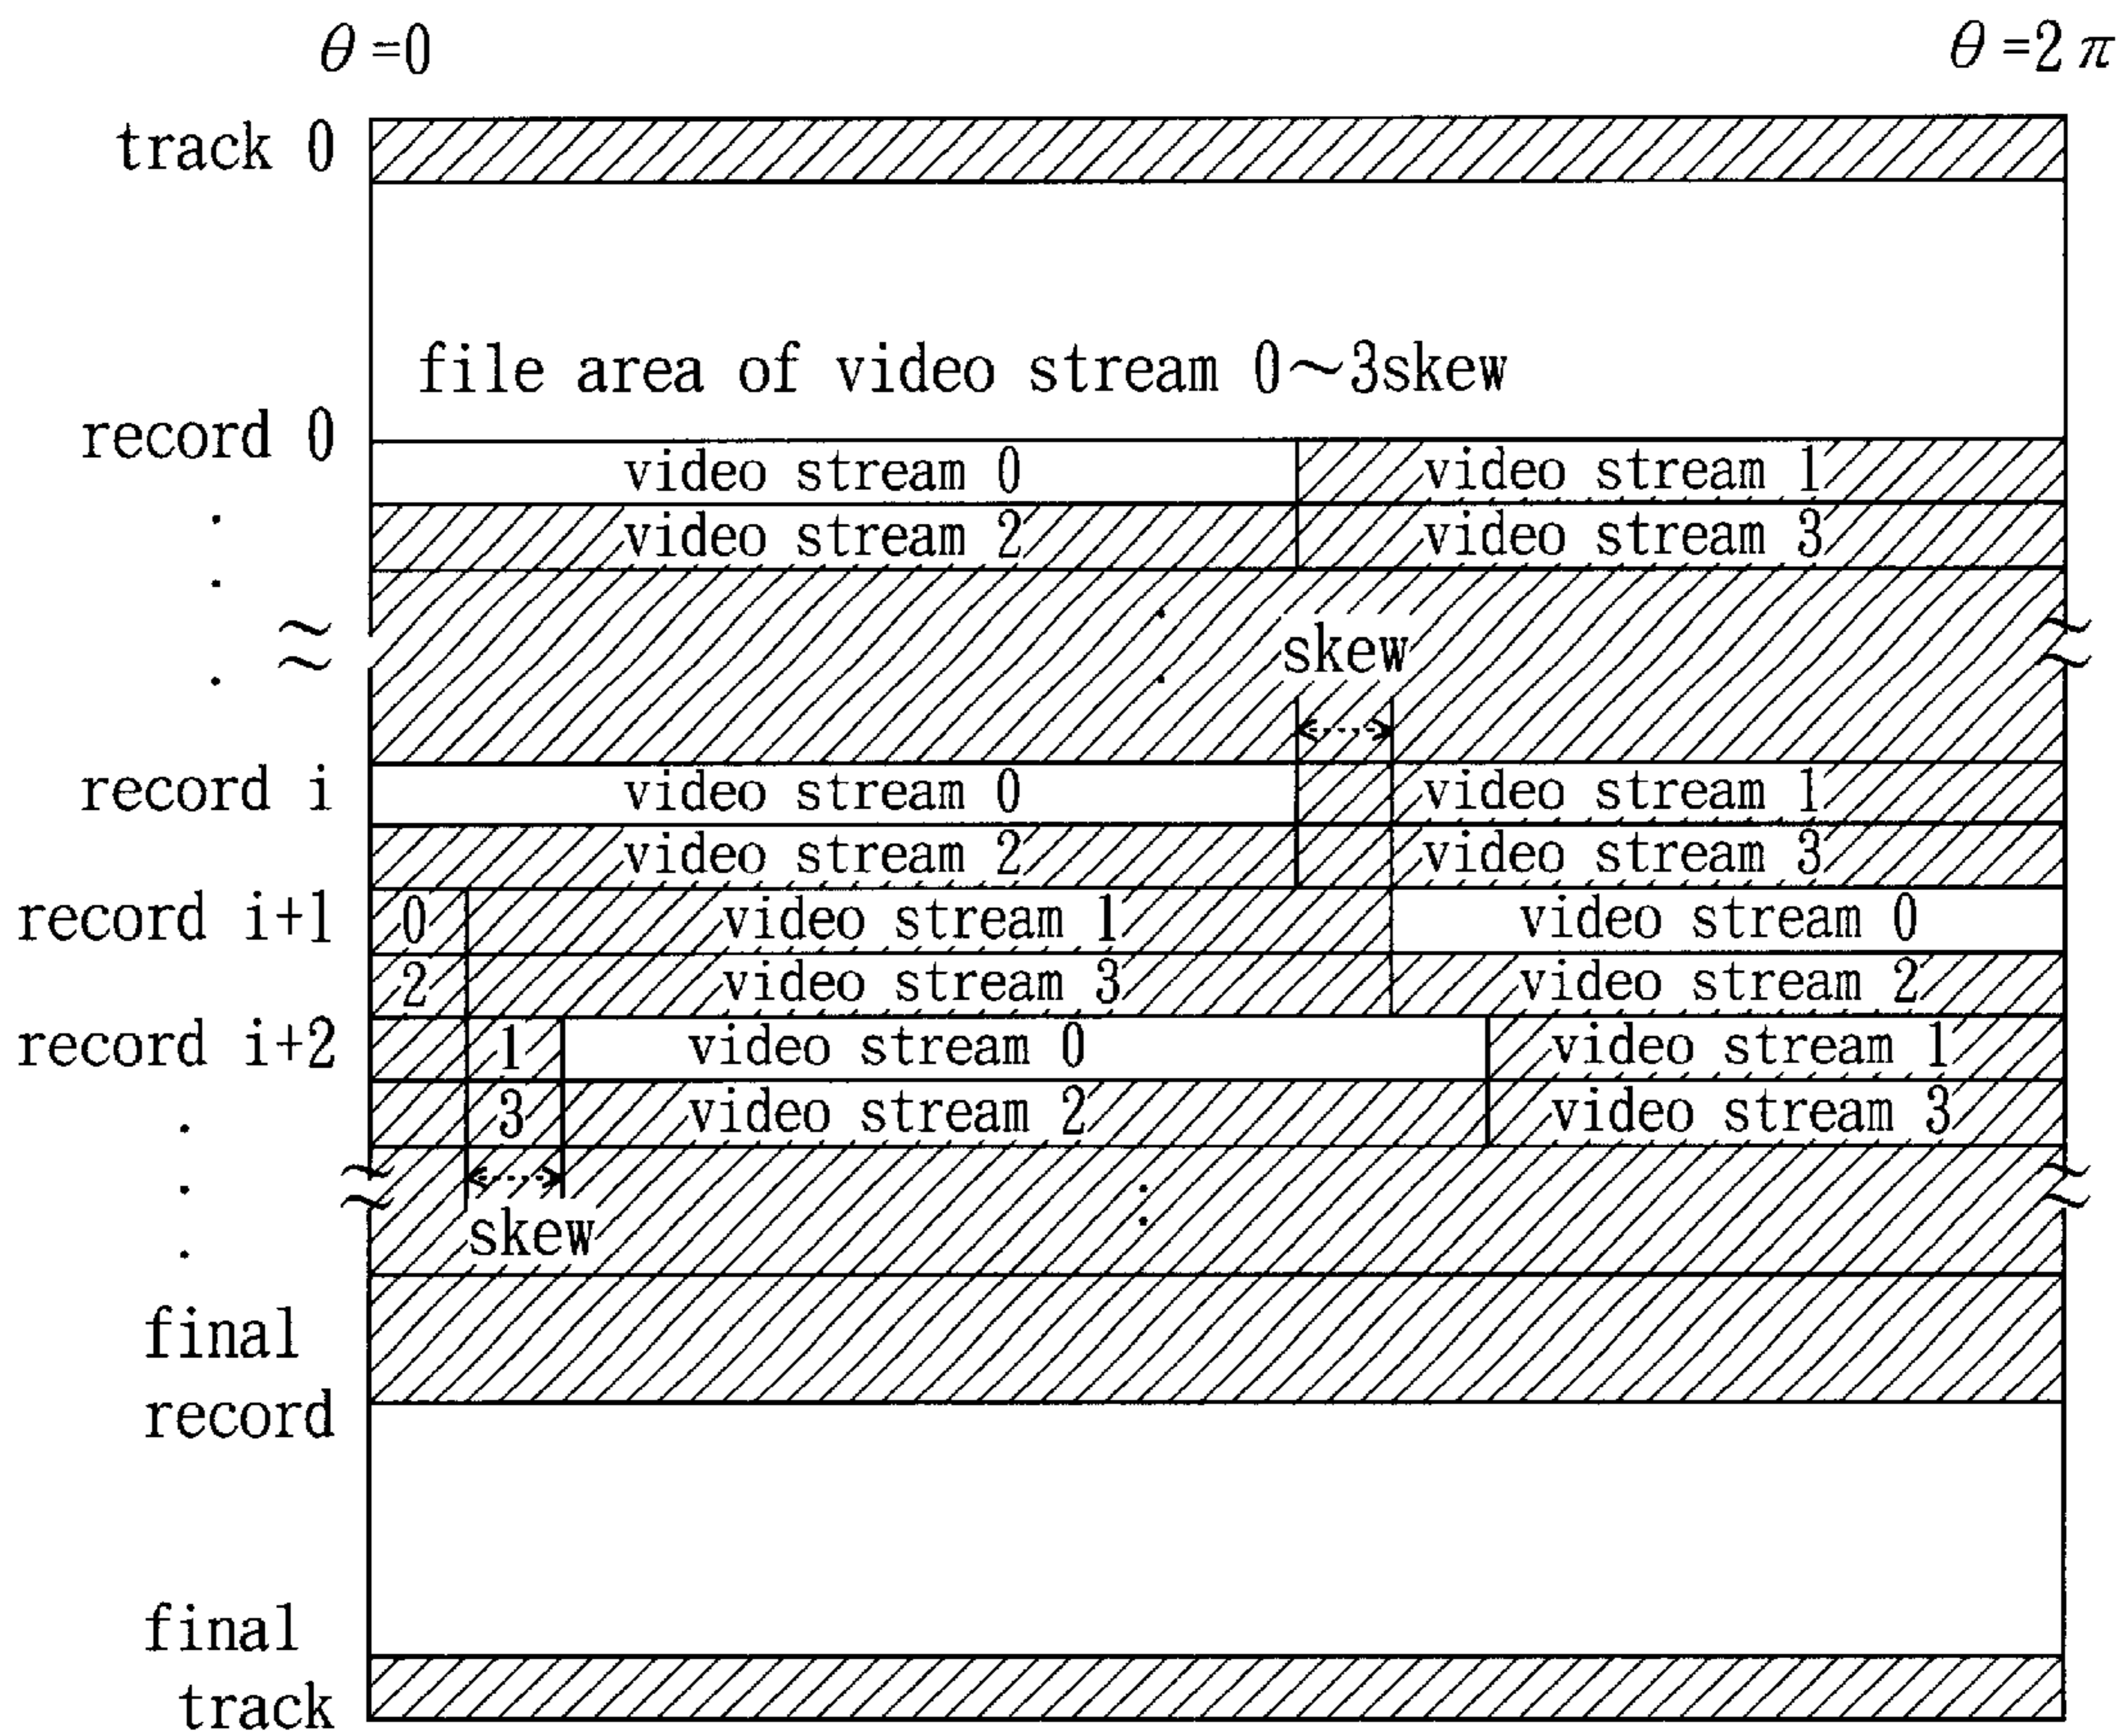 θ=0 θ=2π
track 0
file area of video stream 0~3skew
record 0
video stream 0 video stream 1
video stream 2 video stream 3
skew
record i video stream 0 video stream 1
video stream 2 video stream 3
record i+1 0 video stream 1 video stream 0
2 video stream 3 video stream 2
record i+2 1 video stream 0 video stream 1
3 video stream 2 video stream 3
skew
final
record
final
track